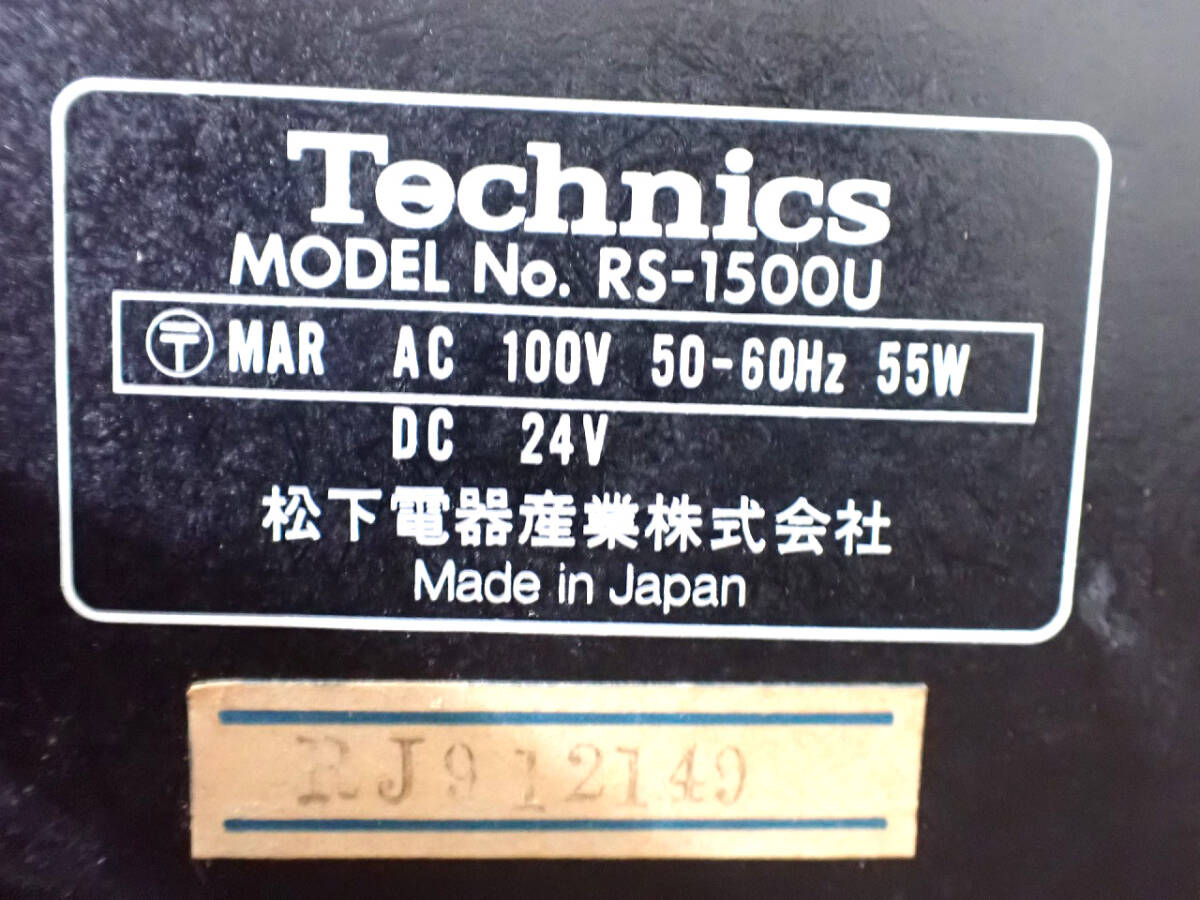 Technics
MODEL No. RS-1500U
〶 MAR AC 100V 50-60Hz 55W
DC 24V
松下電器産業株式会社
Made in Japan
RJ912149